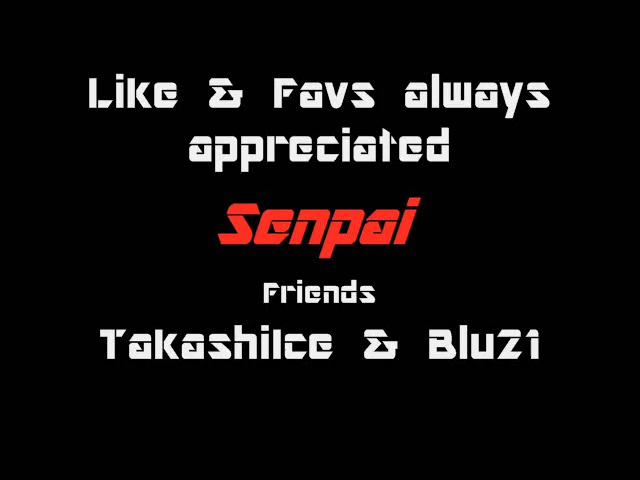 Like & Favs always
appreciated
Senpai
Friends
TakashiIce & Blu21